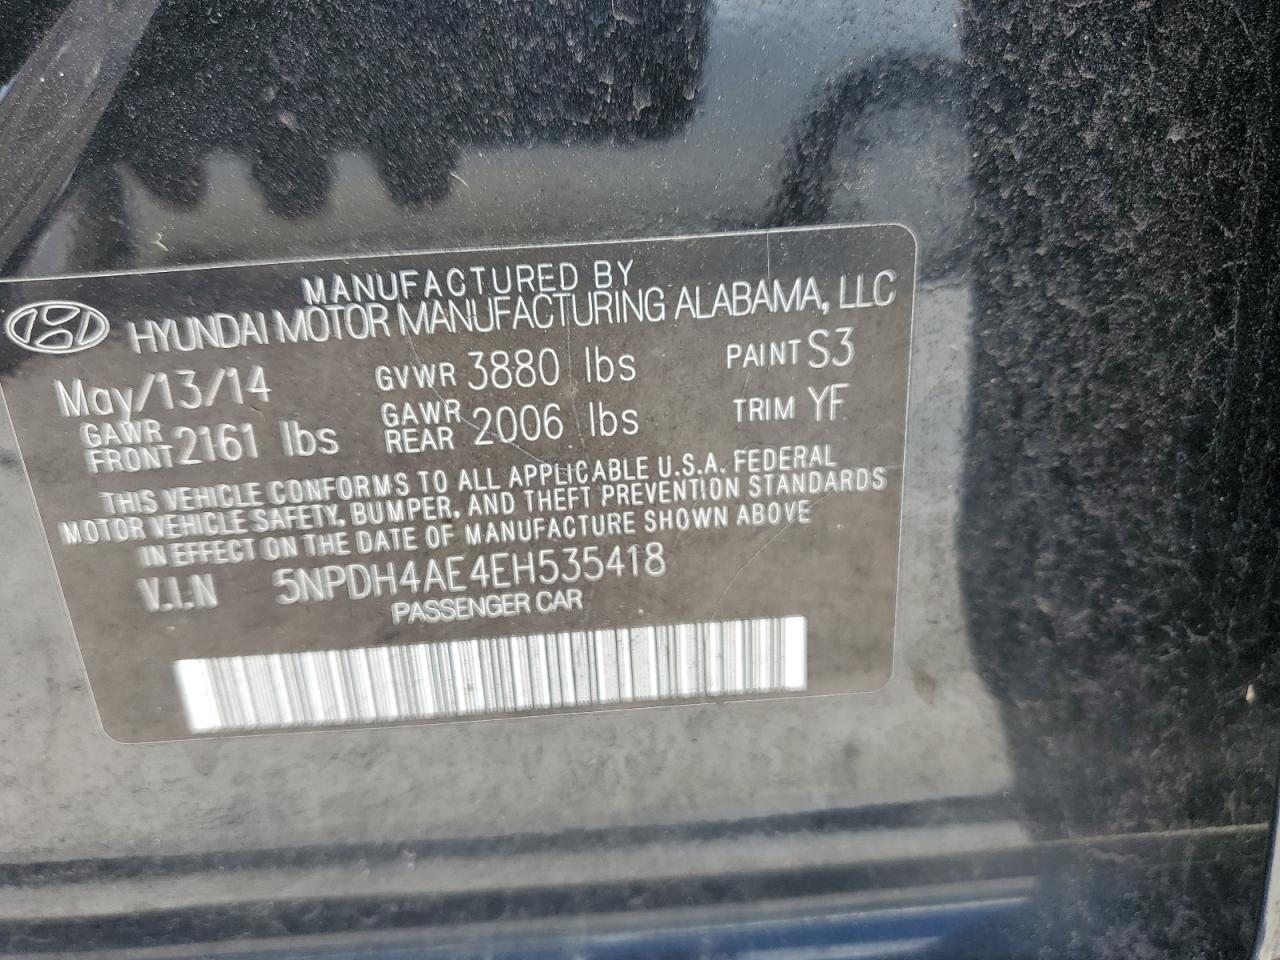 MANUFACTURED BY
HYUNDAI MOTOR MANUFACTURING ALABAMA, LLC
May/13/14 GVWR 3880 lbs PAINT S3
GAWR FRONT 2161 lbs GAWR REAR 2006 lbs TRIM YF
THIS VEHICLE CONFORMS TO ALL APPLICABLE U.S.A. FEDERAL
MOTOR VEHICLE SAFETY, BUMPER, AND THEFT PREVENTION STANDARDS
IN EFFECT ON THE DATE OF MANUFACTURE SHOWN ABOVE
V.I.N 5NPDH4AE4EH535418
PASSENGER CAR